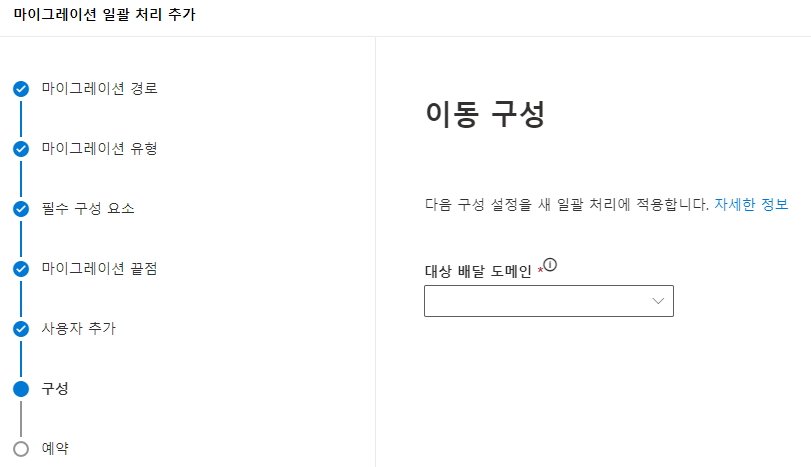 마이그레이션 일괄 처리 추가
마이그레이션 경로
마이그레이션 유형
필수 구성 요소
마이그레이션 끝점
사용자 추가
구성
예약
이동 구성
다음 구성 설정을 새 일괄 처리에 적용합니다. 자세한 정보
대상 배달 도메인 *